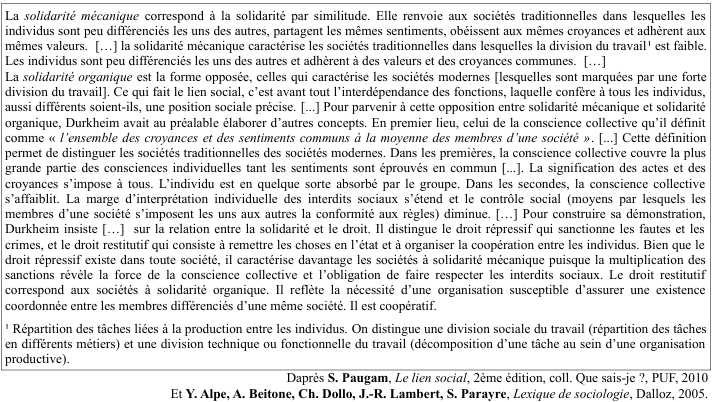 La solidarité mécanique correspond à la solidarité par similitude. Elle renvoie aux sociétés traditionnelles dans lesquelles les
individus sont peu différenciés les uns des autres, partagent les mêmes sentiments, obéissent aux mêmes croyances et adhèrent aux
mêmes valeurs. […] la solidarité mécanique caractérise les sociétés traditionnelles dans lesquelles la division du travail¹ est faible.
Les individus sont peu différenciés les uns des autres et adhèrent à des valeurs et des croyances communes. […]
La solidarité organique est la forme opposée, celles qui caractérise les sociétés modernes [lesquelles sont marquées par une forte
division du travail]. Ce qui fait le lien social, c’est avant tout l’interdépendance des fonctions, laquelle confère à tous les individus,
aussi différents soient-ils, une position sociale précise. [...] Pour parvenir à cette opposition entre solidarité mécanique et solidarité
organique, Durkheim avait au préalable élaborer d’autres concepts. En premier lieu, celui de la conscience collective qu’il définit
comme « l’ensemble des croyances et des sentiments communs à la moyenne des membres d’une société ». [...] Cette définition
permet de distinguer les sociétés traditionnelles des sociétés modernes. Dans les premières, la conscience collective couvre la plus
grande partie des consciences individuelles tant les sentiments sont éprouvés en commun [...]. La signification des actes et des
croyances s’impose à tous. L’individu est en quelque sorte absorbé par le groupe. Dans les secondes, la conscience collective
s’affaiblit. La marge d’interprétation individuelle des interdits sociaux s’étend et le contrôle social (moyens par lesquels les
membres d’une société s’imposent les uns aux autres la conformité aux règles) diminue. […] Pour construire sa démonstration,
Durkheim insiste […] sur la relation entre la solidarité et le droit. Il distingue le droit répressif qui sanctionne les fautes et les
crimes, et le droit restitutif qui consiste à remettre les choses en l’état et à organiser la coopération entre les individus. Bien que le
droit répressif existe dans toute société, il caractérise davantage les sociétés à solidarité mécanique puisque la multiplication des
sanctions révèle la force de la conscience collective et l’obligation de faire respecter les interdits sociaux. Le droit restitutif
correspond aux sociétés à solidarité organique. Il reflète la nécessité d’une organisation susceptible d’assurer une existence
coordonnée entre les membres différenciés d’une même société. Il est coopératif.
¹ Répartition des tâches liées à la production entre les individus. On distingue une division sociale du travail (répartition des tâches
en différents métiers) et une division technique ou fonctionnelle du travail (décomposition d’une tâche au sein d’une organisation
productive).
Daprès S. Paugam, Le lien social, 2ème édition, coll. Que sais-je ?, PUF, 2010
Et Y. Alpe, A. Beitone, Ch. Dollo, J.-R. Lambert, S. Parayre, Lexique de sociologie, Dalloz, 2005.